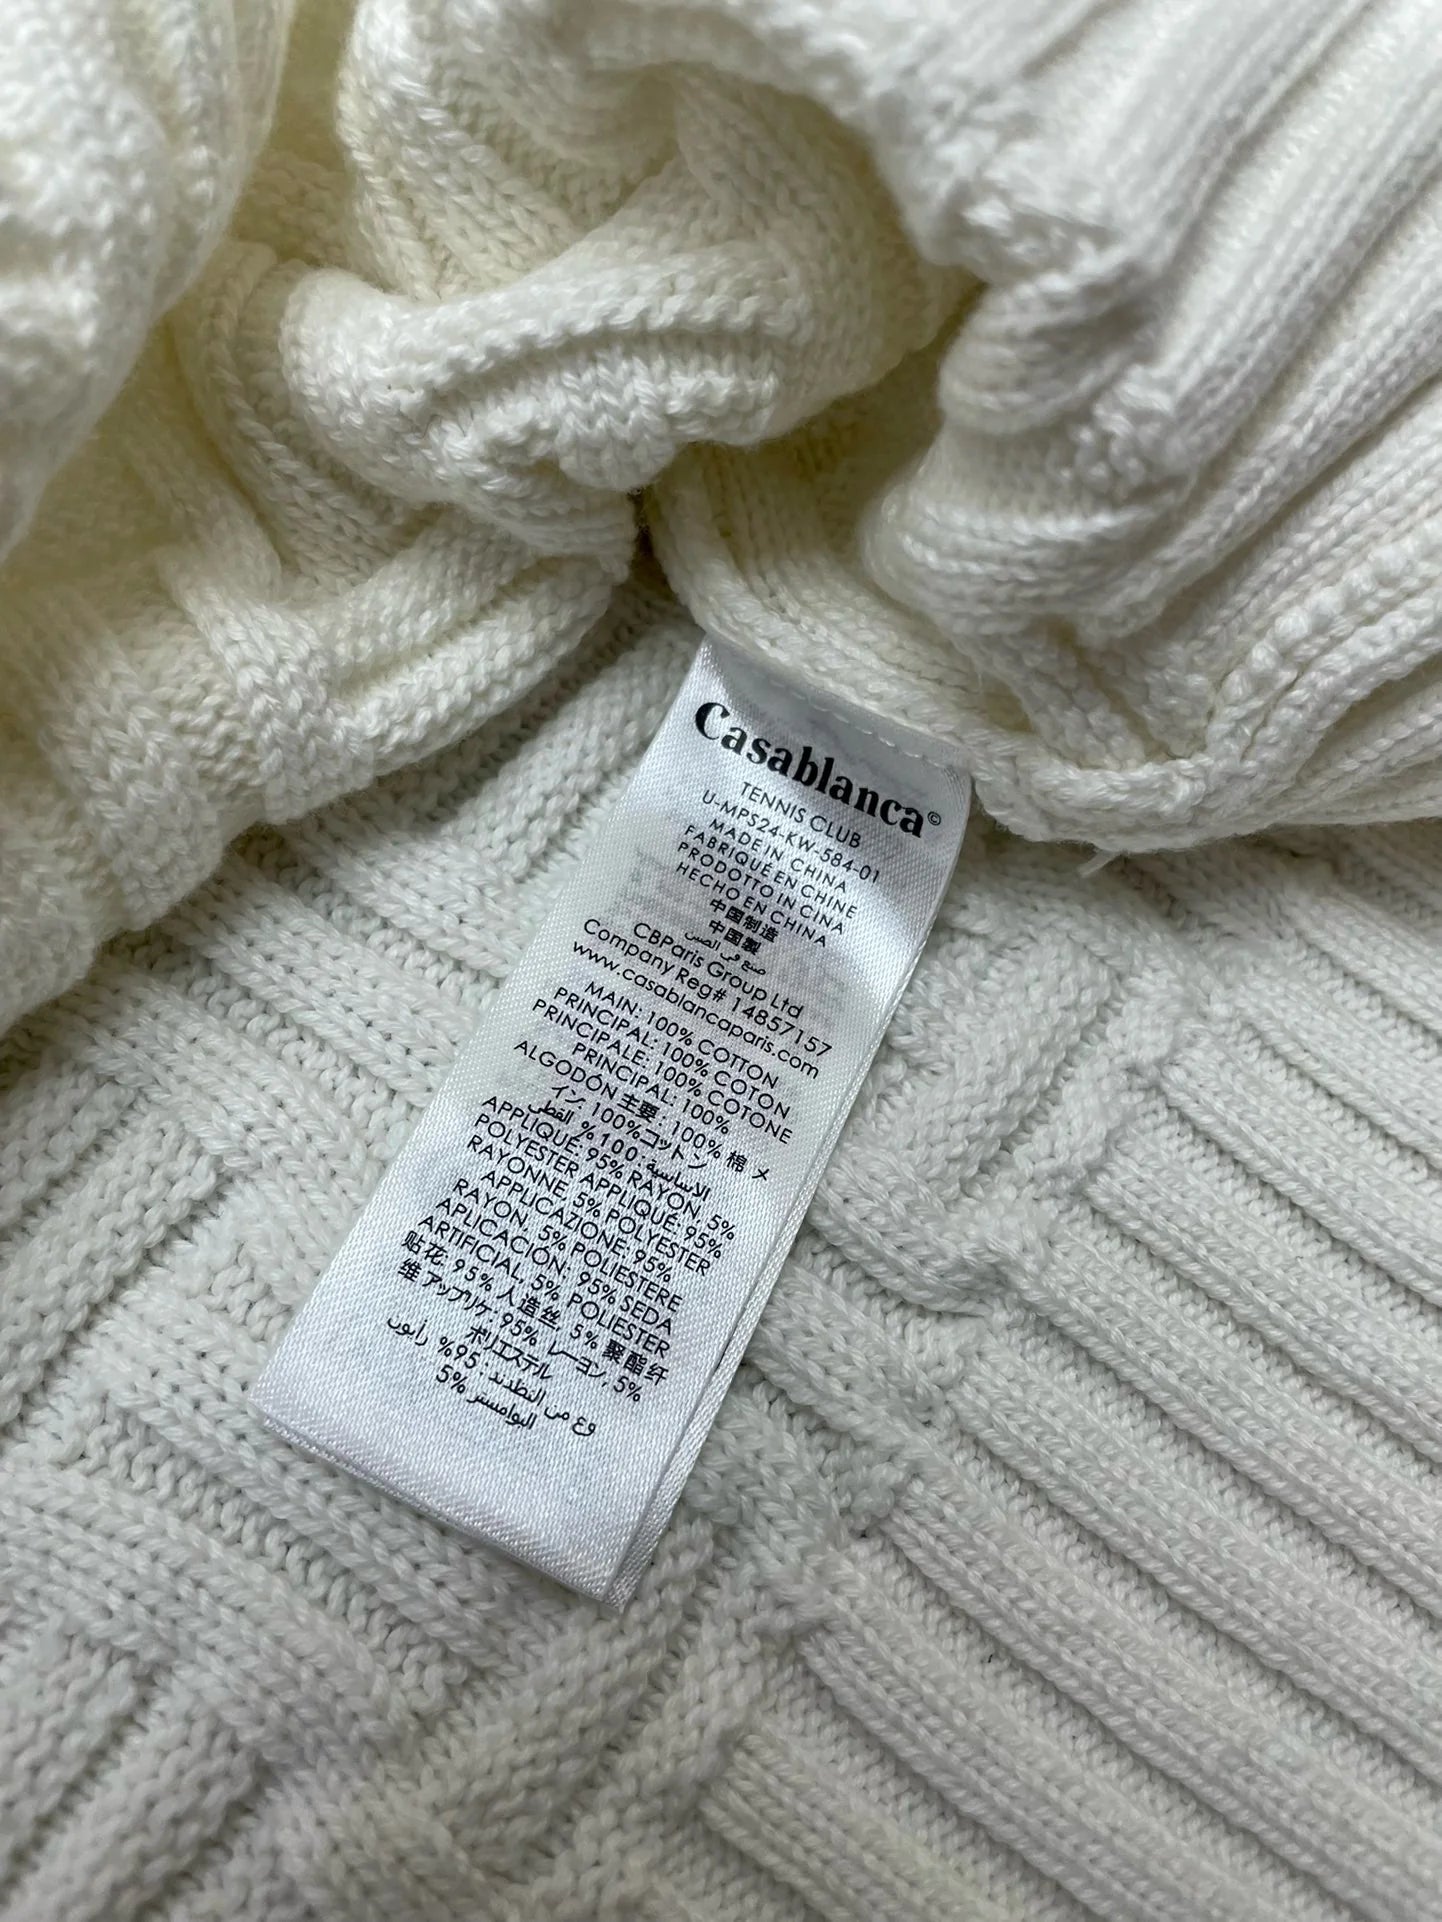 Casablanca©
TENNIS CLUB
U-MPS24-KW-584-01
MADE IN CHINA
FABRIQUÉ EN CHINE
PRODOTTO IN CINA
HECHO EN CHINA
中国制造
中国製
صنع في الصين
CBParis Group Ltd
Company Reg# 14857157
www.casablancaparis.com
MAIN: 100% COTTON
PRINCIPAL: 100% COTON
PRINCIPALE: 100% COTONE
PRINCIPAL: 100%
ALGODÓN 主要: 100% 棉 メ
イン: 100%コットン
الاساسية: 100% القطن
APPLIQUE: 95% RAYON, 5%
POLYESTER APPLIQUÉ: 95%
RAYONNE, 5% POLYESTER
APPLICAZIONE: 95%
RAYON, 5% POLIESTERE
APLICACIÓN: 95% SEDA
ARTIFICIAL, 5% POLIESTER
贴花: 95% 人造丝, 5% 聚酯纤
维 アップリケ: 95% レーヨン, 5%
ポリエステル
95% رايون
5%